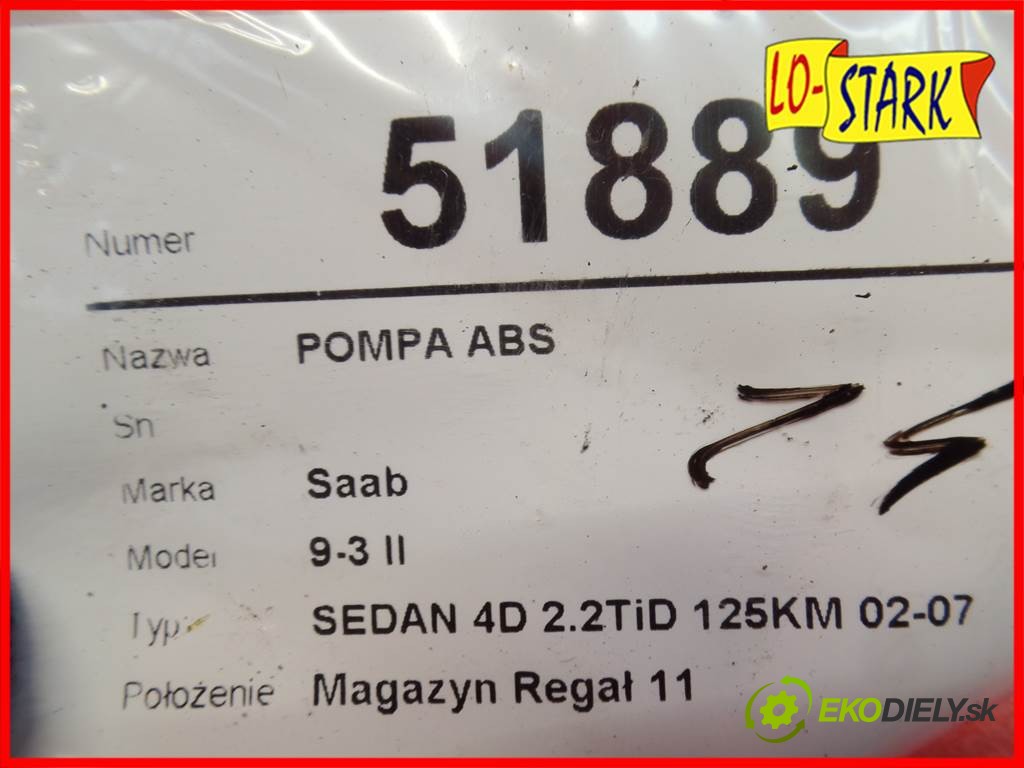 LO-STARK
Numer 51889
Nazwa POMPA ABS
Sn
Marka Saab
Model 9-3 II
Typ SEDAN 4D 2.2TiD 125KM 02-07
Położenie Magazyn Regał 11
EKODIELY.sk